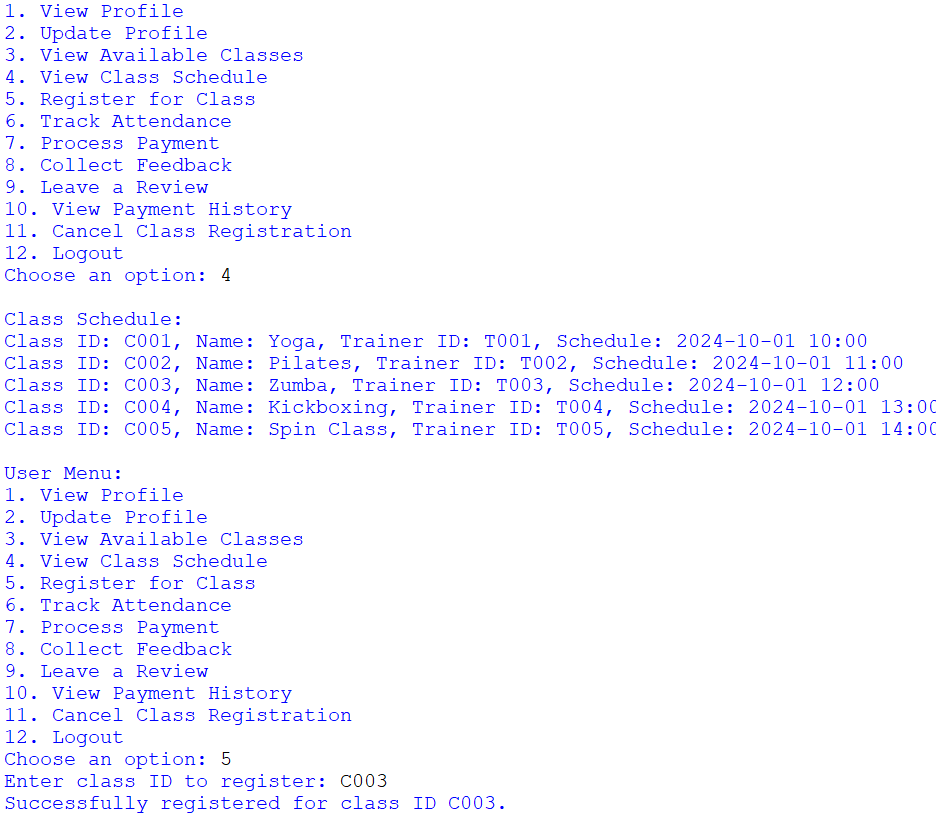 1. View Profile
2. Update Profile
3. View Available Classes
4. View Class Schedule
5. Register for Class
6. Track Attendance
7. Process Payment
8. Collect Feedback
9. Leave a Review
10. View Payment History
11. Cancel Class Registration
12. Logout
Choose an option: 4
Class Schedule:
Class ID: C001, Name: Yoga, Trainer ID: T001, Schedule: 2024-10-01 10:00
Class ID: C002, Name: Pilates, Trainer ID: T002, Schedule: 2024-10-01 11:00
Class ID: C003, Name: Zumba, Trainer ID: T003, Schedule: 2024-10-01 12:00
Class ID: C004, Name: Kickboxing, Trainer ID: T004, Schedule: 2024-10-01 13:00
Class ID: C005, Name: Spin Class, Trainer ID: T005, Schedule: 2024-10-01 14:00
User Menu:
1. View Profile
2. Update Profile
3. View Available Classes
4. View Class Schedule
5. Register for Class
6. Track Attendance
7. Process Payment
8. Collect Feedback
9. Leave a Review
10. View Payment History
11. Cancel Class Registration
12. Logout
Choose an option: 5
Enter class ID to register: C003
Successfully registered for class ID C003.